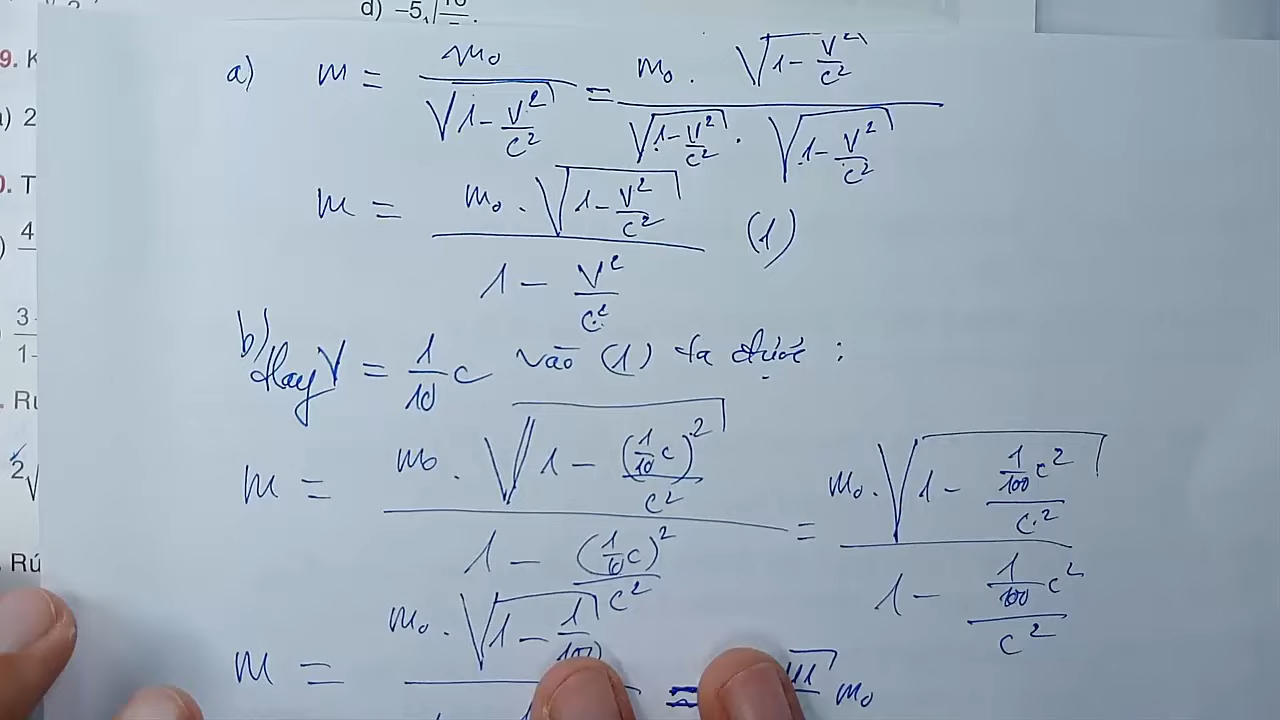 d) -5√
9. K
a) m = m₀ / √(1 - V²/c²) = m₀ . √(1 - V²/c²) / (√(1 - V²/c²) . √(1 - V²/c²))
) 2
. T
m = m₀ . √(1 - V²/c²) / (1 - V²/c²) (1)
) 4
3
1-
b) thay V = 1/10 c vào (1) ta được :
. Rú
m = m₀ . √(1 - (1/10 c)²/c²) / (1 - (1/10 c)²/c²) = m₀ . √(1 - (1/100 c²)/c²) / (1 - (1/100 c²)/c²)
2√
. Rú
m = m₀ . √(1 - 1/100) = m₀